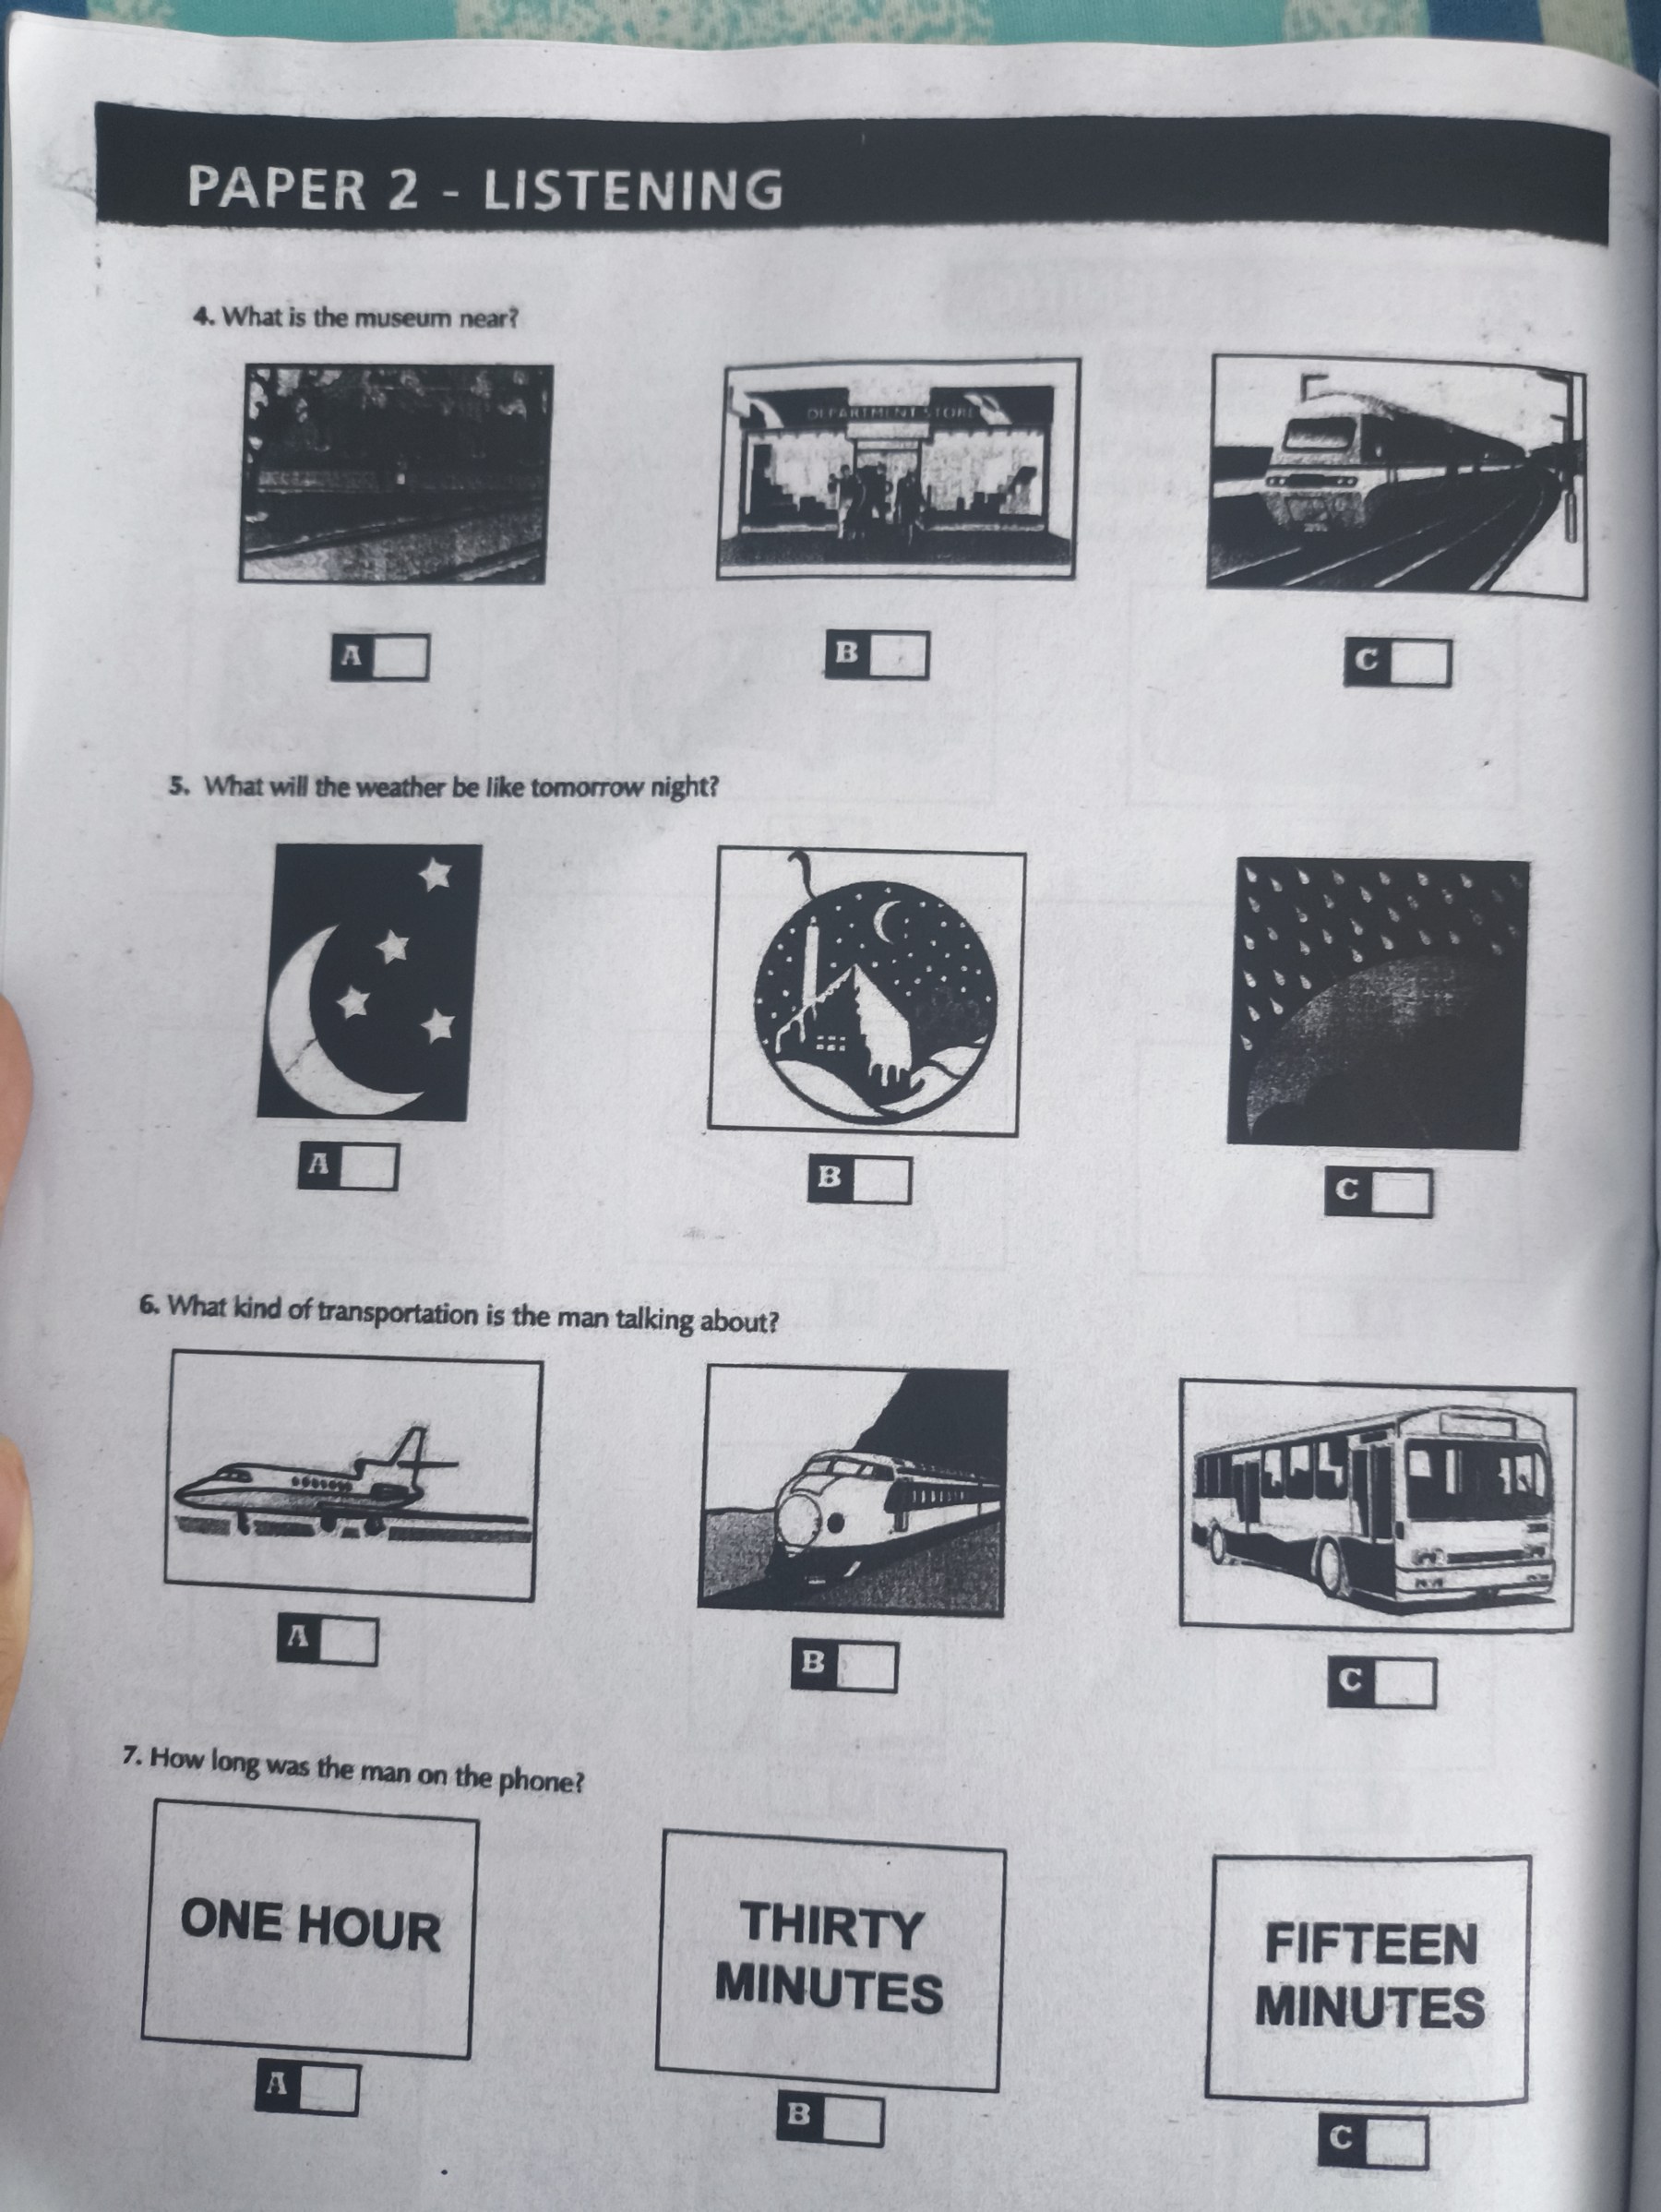 PAPER 2 - LISTENING
4. What is the museum near?
DEPARTMENT STORE
A B C
5. What will the weather be like tomorrow night?
A B C
6. What kind of transportation is the man talking about?
A B C
7. How long was the man on the phone?
ONE HOUR
THIRTY
MINUTES
FIFTEEN
MINUTES
A B C